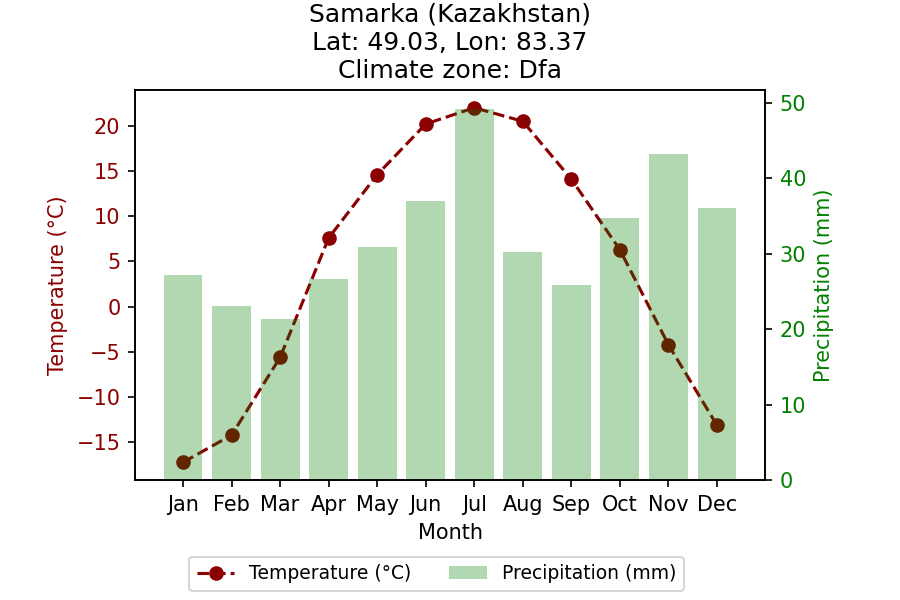 Samarka (Kazakhstan)
Lat: 49.03, Lon: 83.37
Climate zone: Dfa
Temperature (°C)
20
15
10
5
0
−5
−10
−15
50
40
30
20
10
0
Precipitation (mm)
Jan Feb Mar Apr May Jun Jul Aug Sep Oct Nov Dec
Month
Temperature (°C) Precipitation (mm)